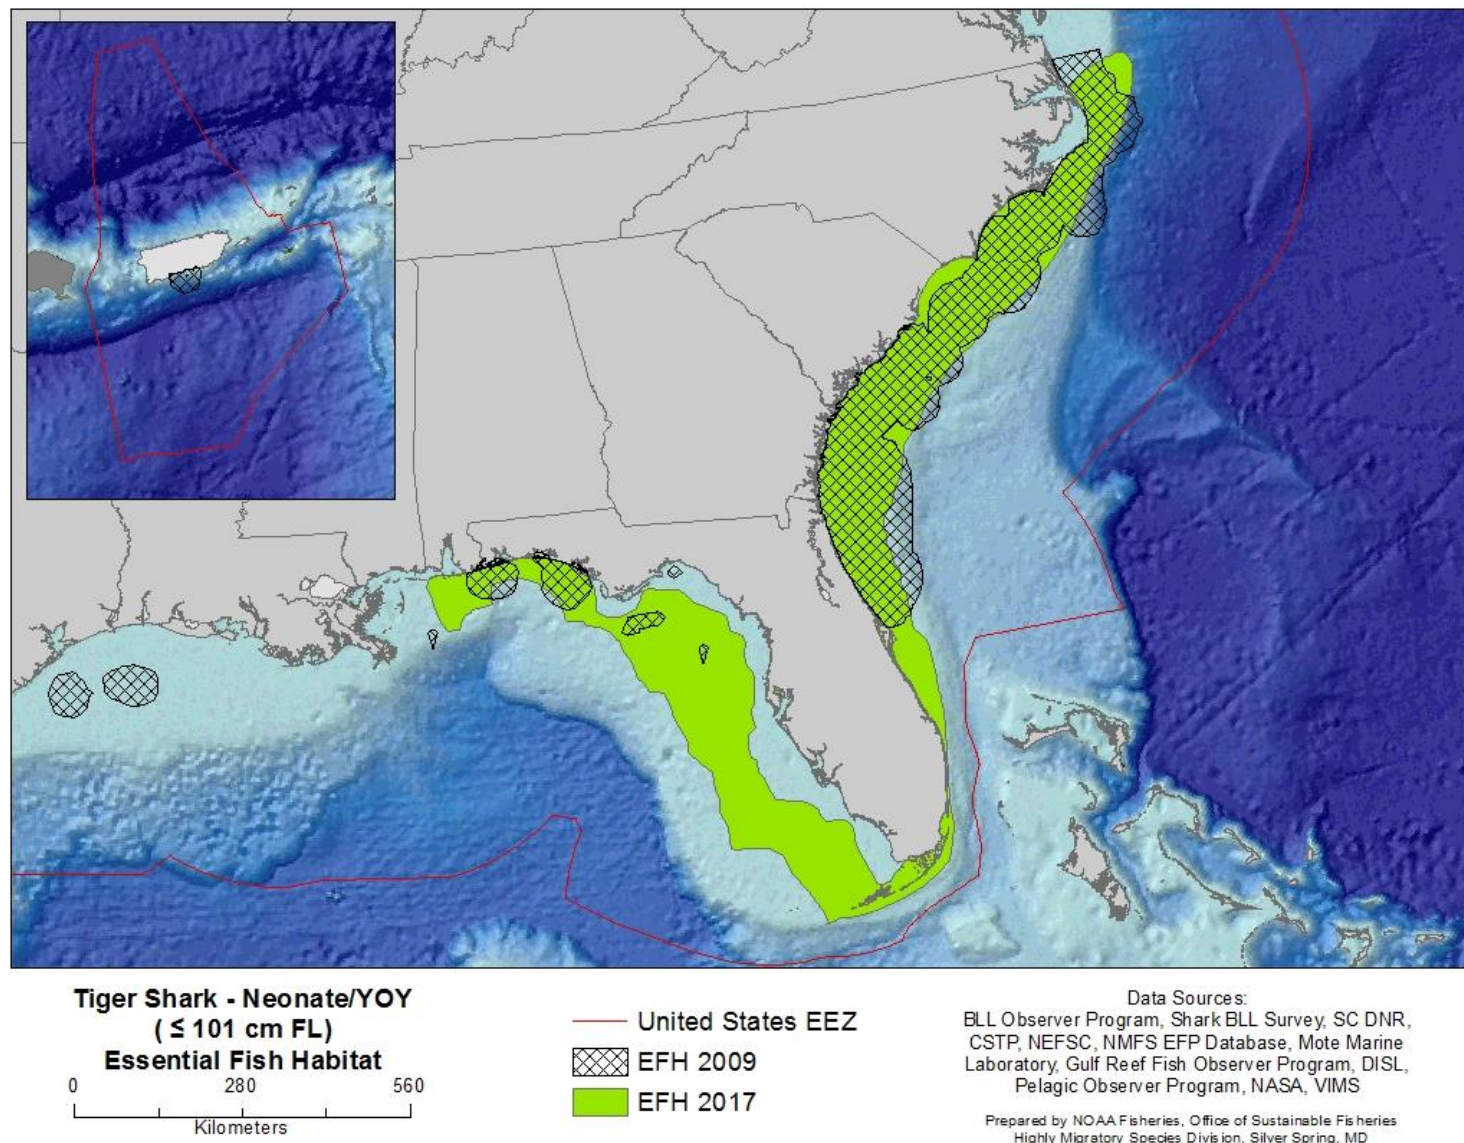 Tiger Shark - Neonate/YOY
( ≤ 101 cm FL)
Essential Fish Habitat
0 280 560
Kilometers
United States EEZ
EFH 2009
EFH 2017
Data Sources:
BLL Observer Program, Shark BLL Survey, SC DNR,
CSTP, NEFSC, NMFS EFP Database, Mote Marine
Laboratory, Gulf Reef Fish Observer Program, DISL,
Pelagic Observer Program, NASA, VIMS
Prepared by NOAA Fisheries, Office of Sustainable Fisheries
Highly Migratory Species Division, Silver Spring, MD